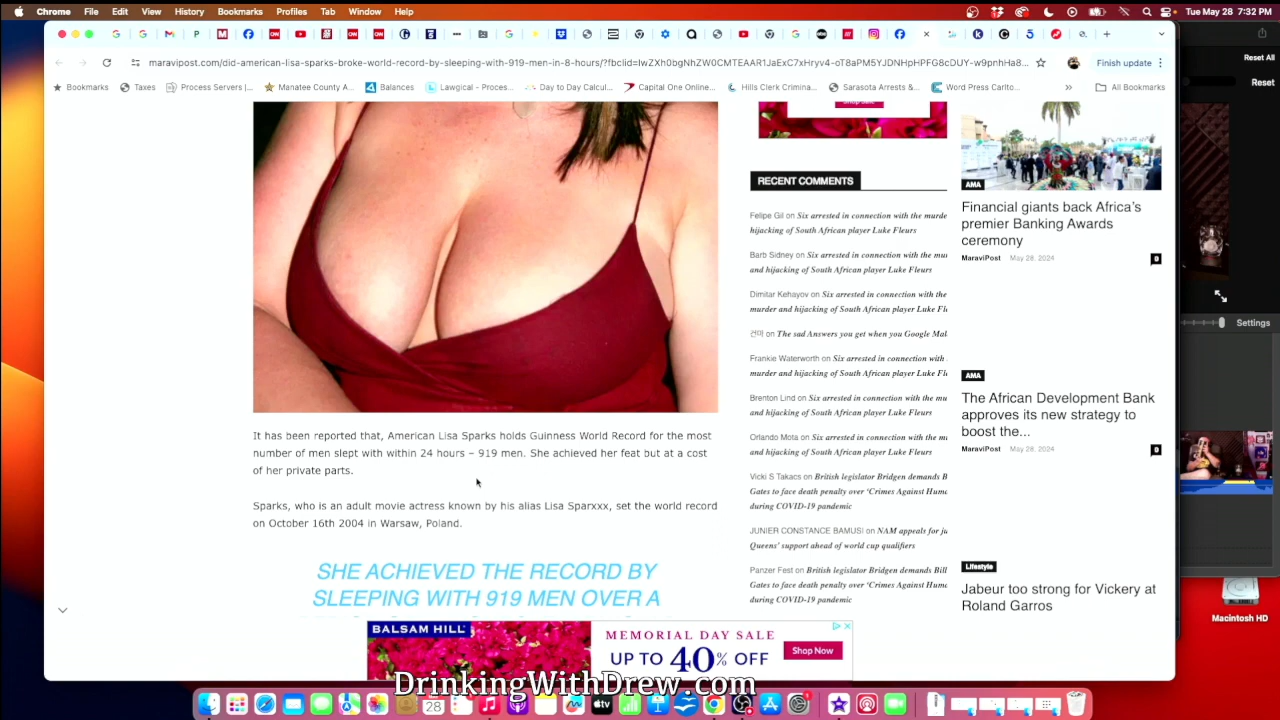 Chrome File Edit View History Bookmarks Profiles Tab Window Help
Tue May 28 7:32 PM
maravipost.com/did-american-lisa-sparks-broke-world-record-by-sleeping-with-919-men-in-8-hours/?fbclid=
Finish update
Bookmarks Taxes Process Servers |... Manatee County A... Balances Lawgical - Proces... Day to Day Calcul... Capital One Online... Hills Clerk Crimina... Sarasota Arrests &... Word Press Carlto... » All Bookmarks
Reset All
Reset
Settings
Macintosh HD
It has been reported that, American Lisa Sparks holds Guinness World Record for the most
number of men slept with within 24 hours – 919 men. She achieved her feat but at a cost
of her private parts.
Sparks, who is an adult movie actress known by his alias Lisa Sparxxx, set the world record
on October 16th 2004 in Warsaw, Poland.
SHE ACHIEVED THE RECORD BY
SLEEPING WITH 919 MEN OVER A
RECENT COMMENTS
Felipe Gil on Six arrested in connection with the murde
hijacking of South African player Luke Fleurs
Barb Sidney on Six arrested in connection with the mu
and hijacking of South African player Luke Fleurs
Dimitar Kehayov on Six arrested in connection with the
murder and hijacking of South African player Luke Fl
건마 on The sad Answers you get when you Google Mal
Frankie Waterworth on Six arrested in connection with
murder and hijacking of South African player Luke Fl
Brenton Lind on Six arrested in connection with the mu
and hijacking of South African player Luke Fleurs
Orlando Mota on Six arrested in connection with the mu
and hijacking of South African player Luke Fleurs
Vicki S Takacs on British legislator Bridgen demands B
Gates to face death penalty over ‘Crimes Against Huma
during COVID-19 pandemic
JUNIER CONSTANCE BAMUSI on NAM appeals for ju
Queens’ support ahead of world cup qualifiers
Panzer Fest on British legislator Bridgen demands Bill
Gates to face death penalty over ‘Crimes Against Huma
during COVID-19 pandemic
AMA
Financial giants back Africa’s
premier Banking Awards
ceremony
MaraviPost - May 28, 2024 0
AMA
The African Development Bank
approves its new strategy to
boost the...
MaraviPost - May 28, 2024 0
Lifestyle
Jabeur too strong for Vickery at
Roland Garros
BALSAM HILL
MEMORIAL DAY SALE
UP TO 40% OFF
Shop Now
DrinkingWithDrew.com
28
tv